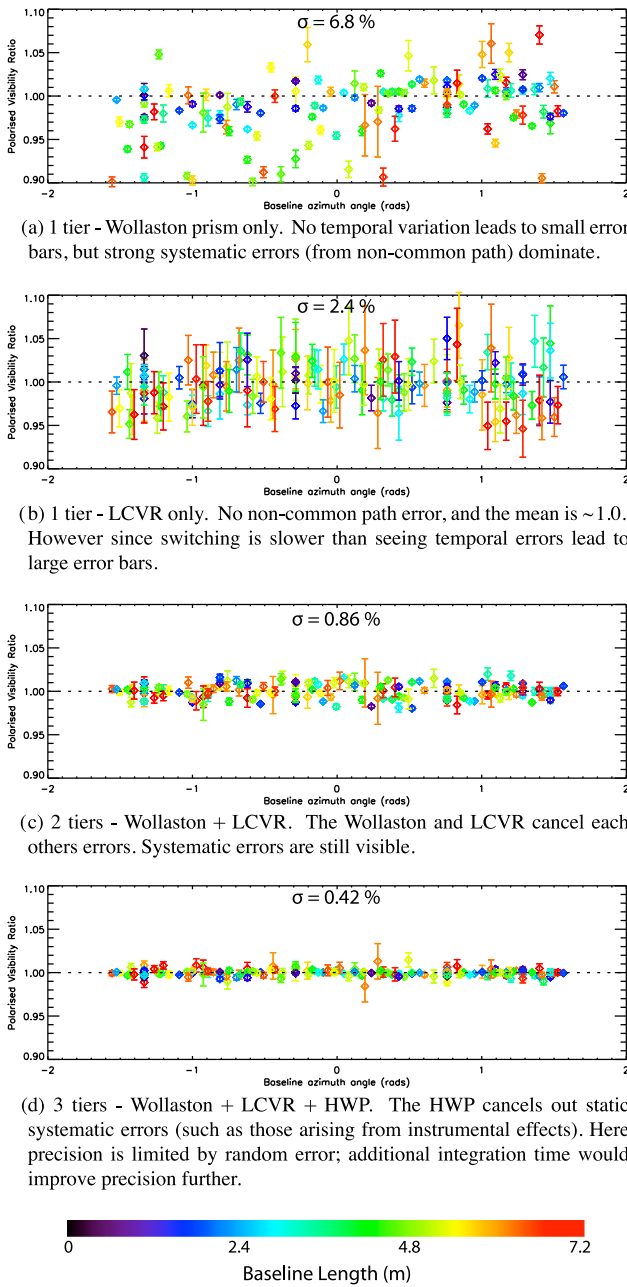 σ = 6.8 %
1.10
1.05
1.00
0.95
0.90
Polarised Visibility Ratio
-2
-1
0
1
2
Baseline azimuth angle (rads)
(a) 1 tier - Wollaston prism only. No temporal variation leads to small error
bars, but strong systematic errors (from non-common path) dominate.
σ = 2.4 %
1.10
1.05
1.00
0.95
0.90
Polarised Visibility Ratio
-2
-1
0
1
2
Baseline azimuth angle (rads)
(b) 1 tier - LCVR only. No non-common path error, and the mean is ~1.0.
However since switching is slower than seeing temporal errors lead to
large error bars.
σ = 0.86 %
1.10
1.05
1.00
0.95
0.90
Polarised Visibility Ratio
-2
-1
0
1
2
Baseline azimuth angle (rads)
(c) 2 tiers - Wollaston + LCVR. The Wollaston and LCVR cancel each
others errors. Systematic errors are still visible.
σ = 0.42 %
1.10
1.05
1.00
0.95
0.90
Polarised Visibility Ratio
-2
-1
0
1
2
Baseline azimuth angle (rads)
(d) 3 tiers - Wollaston + LCVR + HWP. The HWP cancels out static
systematic errors (such as those arising from instrumental effects). Here
precision is limited by random error; additional integration time would
improve precision further.
0
2.4
4.8
7.2
Baseline Length (m)